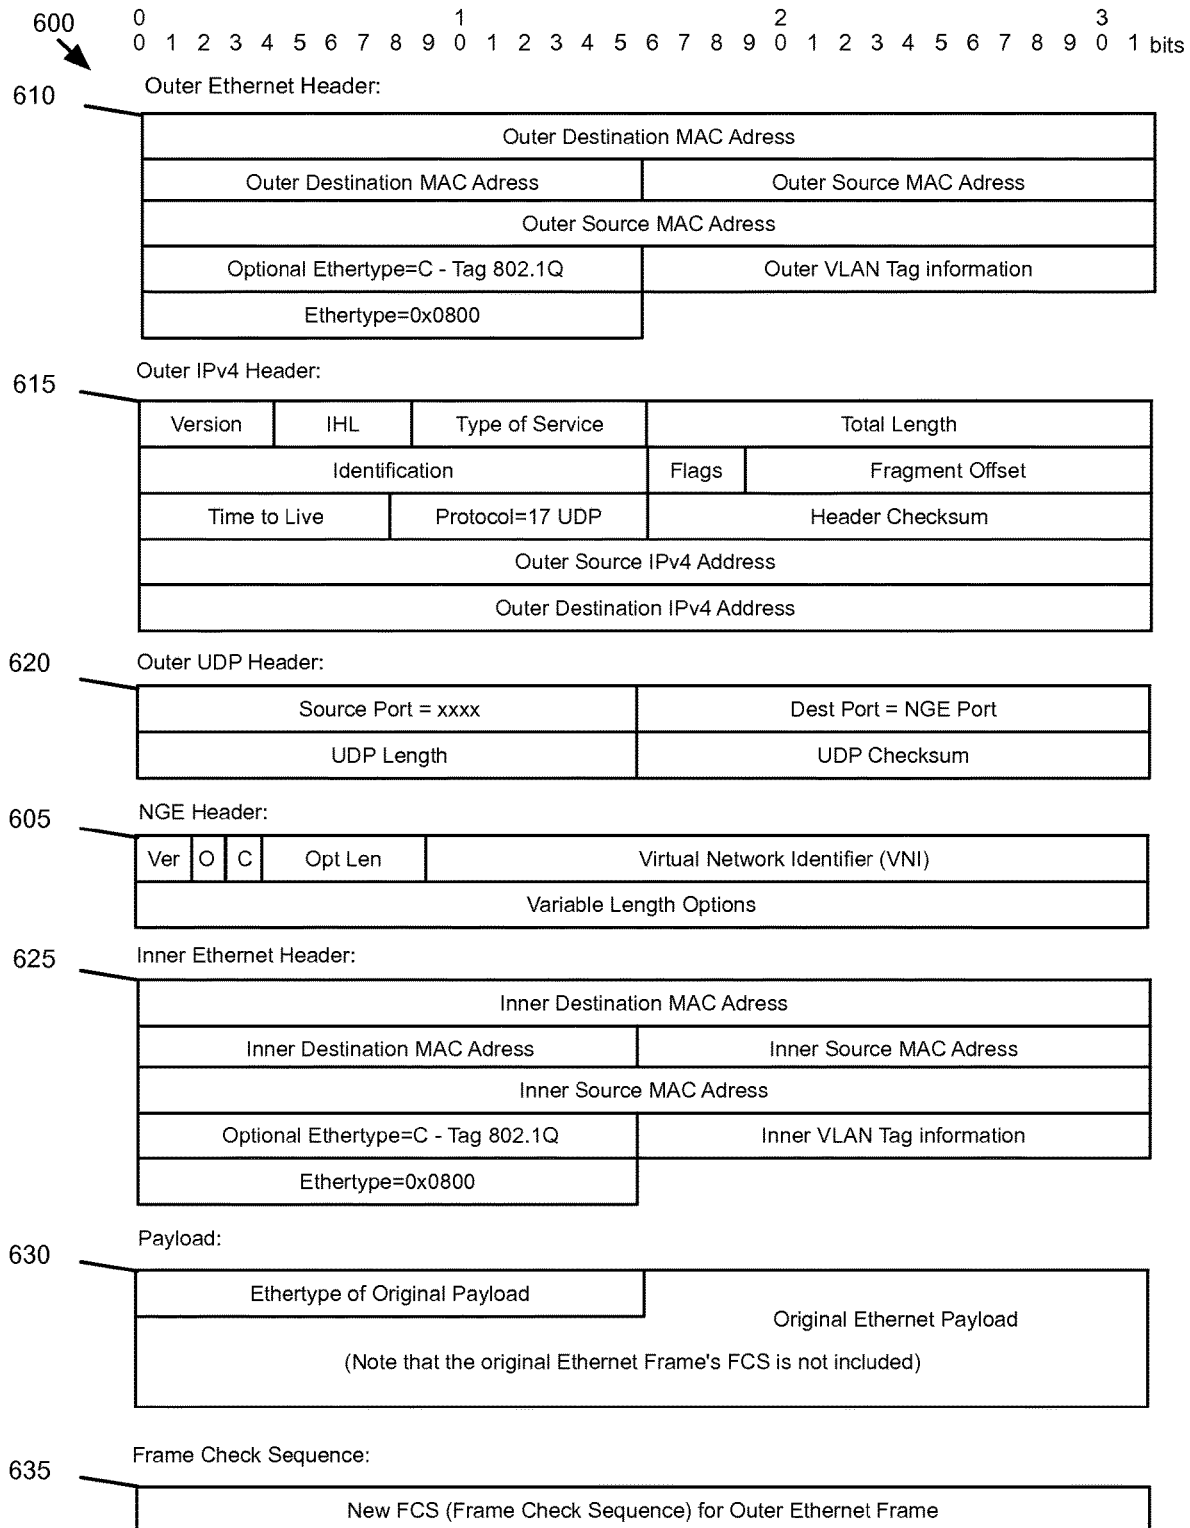 600
0 1 2 3
0 1 2 3 4 5 6 7 8 9 0 1 2 3 4 5 6 7 8 9 0 1 2 3 4 5 6 7 8 9 0 1 bits
610
Outer Ethernet Header:
Outer Destination MAC Adress
Outer Destination MAC Adress Outer Source MAC Adress
Outer Source MAC Adress
Optional Ethertype=C - Tag 802.1Q Outer VLAN Tag information
Ethertype=0x0800
615
Outer IPv4 Header:
Version IHL Type of Service Total Length
Identification Flags Fragment Offset
Time to Live Protocol=17 UDP Header Checksum
Outer Source IPv4 Address
Outer Destination IPv4 Address
620
Outer UDP Header:
Source Port = xxxx Dest Port = NGE Port
UDP Length UDP Checksum
605
NGE Header:
Ver O C Opt Len Virtual Network Identifier (VNI)
Variable Length Options
625
Inner Ethernet Header:
Inner Destination MAC Adress
Inner Destination MAC Adress Inner Source MAC Adress
Inner Source MAC Adress
Optional Ethertype=C - Tag 802.1Q Inner VLAN Tag information
Ethertype=0x0800
630
Payload:
Ethertype of Original Payload
Original Ethernet Payload
(Note that the original Ethernet Frame's FCS is not included)
635
Frame Check Sequence:
New FCS (Frame Check Sequence) for Outer Ethernet Frame